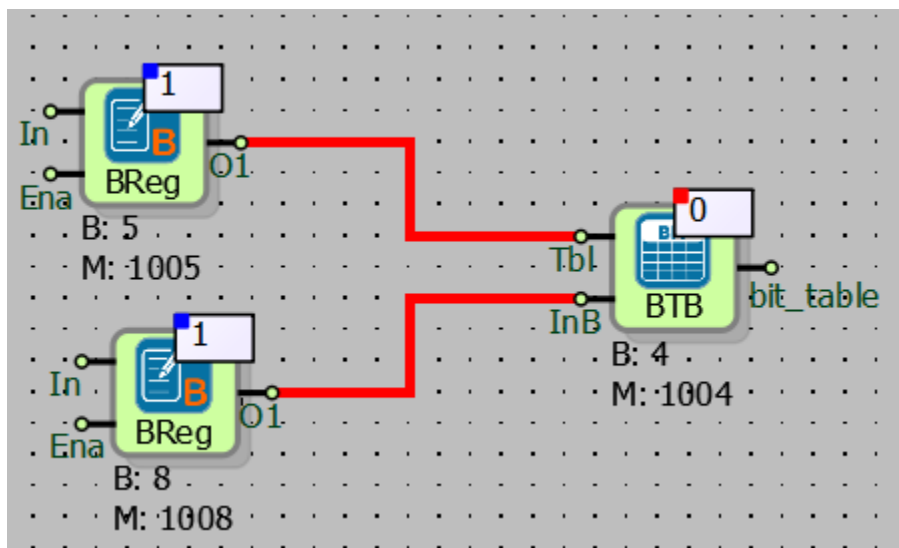 1
In
B
O1
BReg
Ena
B: 5
M: 1005
0
Tbl
BTB
bit_table
InB
B: 4
M: 1004
1
In
B
O1
BReg
Ena
B: 8
M: 1008